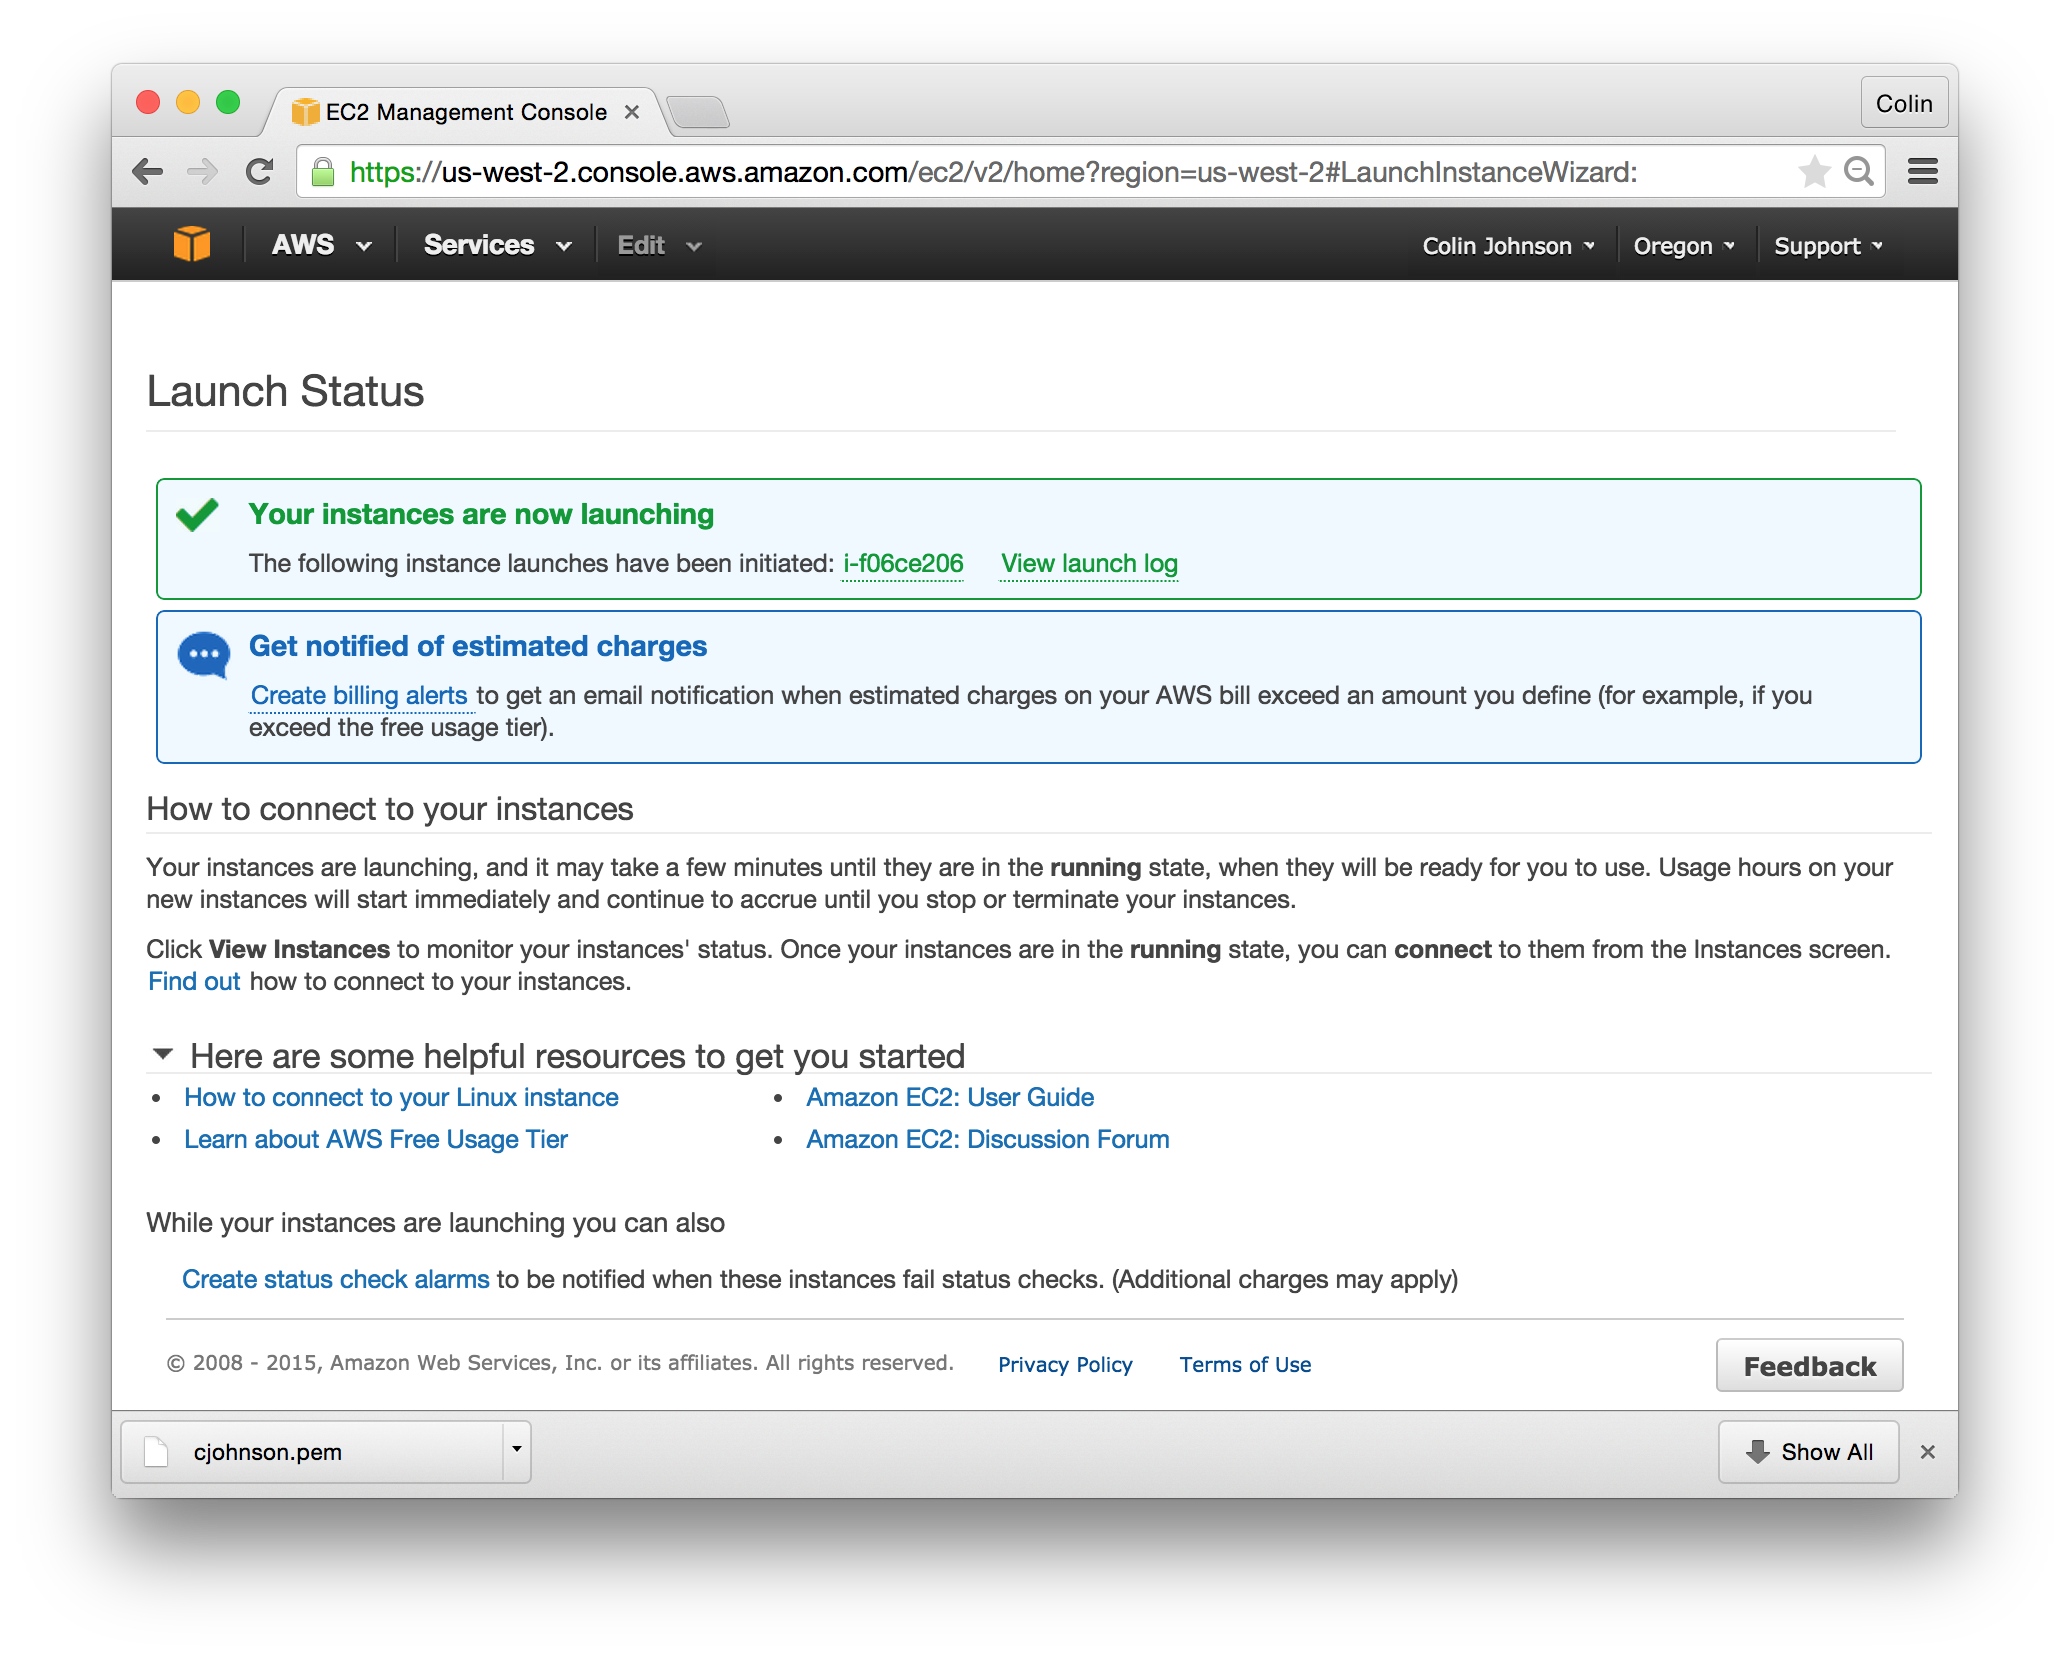 EC2 Management Console
Colin
https://us-west-2.console.aws.amazon.com/ec2/v2/home?region=us-west-2#LaunchInstanceWizard:
AWS Services Edit Colin Johnson Oregon Support
Launch Status
Your instances are now launching
The following instance launches have been initiated: i-f06ce206 View launch log
Get notified of estimated charges
Create billing alerts to get an email notification when estimated charges on your AWS bill exceed an amount you define (for example, if you
exceed the free usage tier).
How to connect to your instances
Your instances are launching, and it may take a few minutes until they are in the running state, when they will be ready for you to use. Usage hours on your
new instances will start immediately and continue to accrue until you stop or terminate your instances.
Click View Instances to monitor your instances' status. Once your instances are in the running state, you can connect to them from the Instances screen.
Find out how to connect to your instances.
Here are some helpful resources to get you started
• How to connect to your Linux instance
• Learn about AWS Free Usage Tier
• Amazon EC2: User Guide
• Amazon EC2: Discussion Forum
While your instances are launching you can also
Create status check alarms to be notified when these instances fail status checks. (Additional charges may apply)
© 2008 - 2015, Amazon Web Services, Inc. or its affiliates. All rights reserved. Privacy Policy Terms of Use
Feedback
cjohnson.pem
Show All